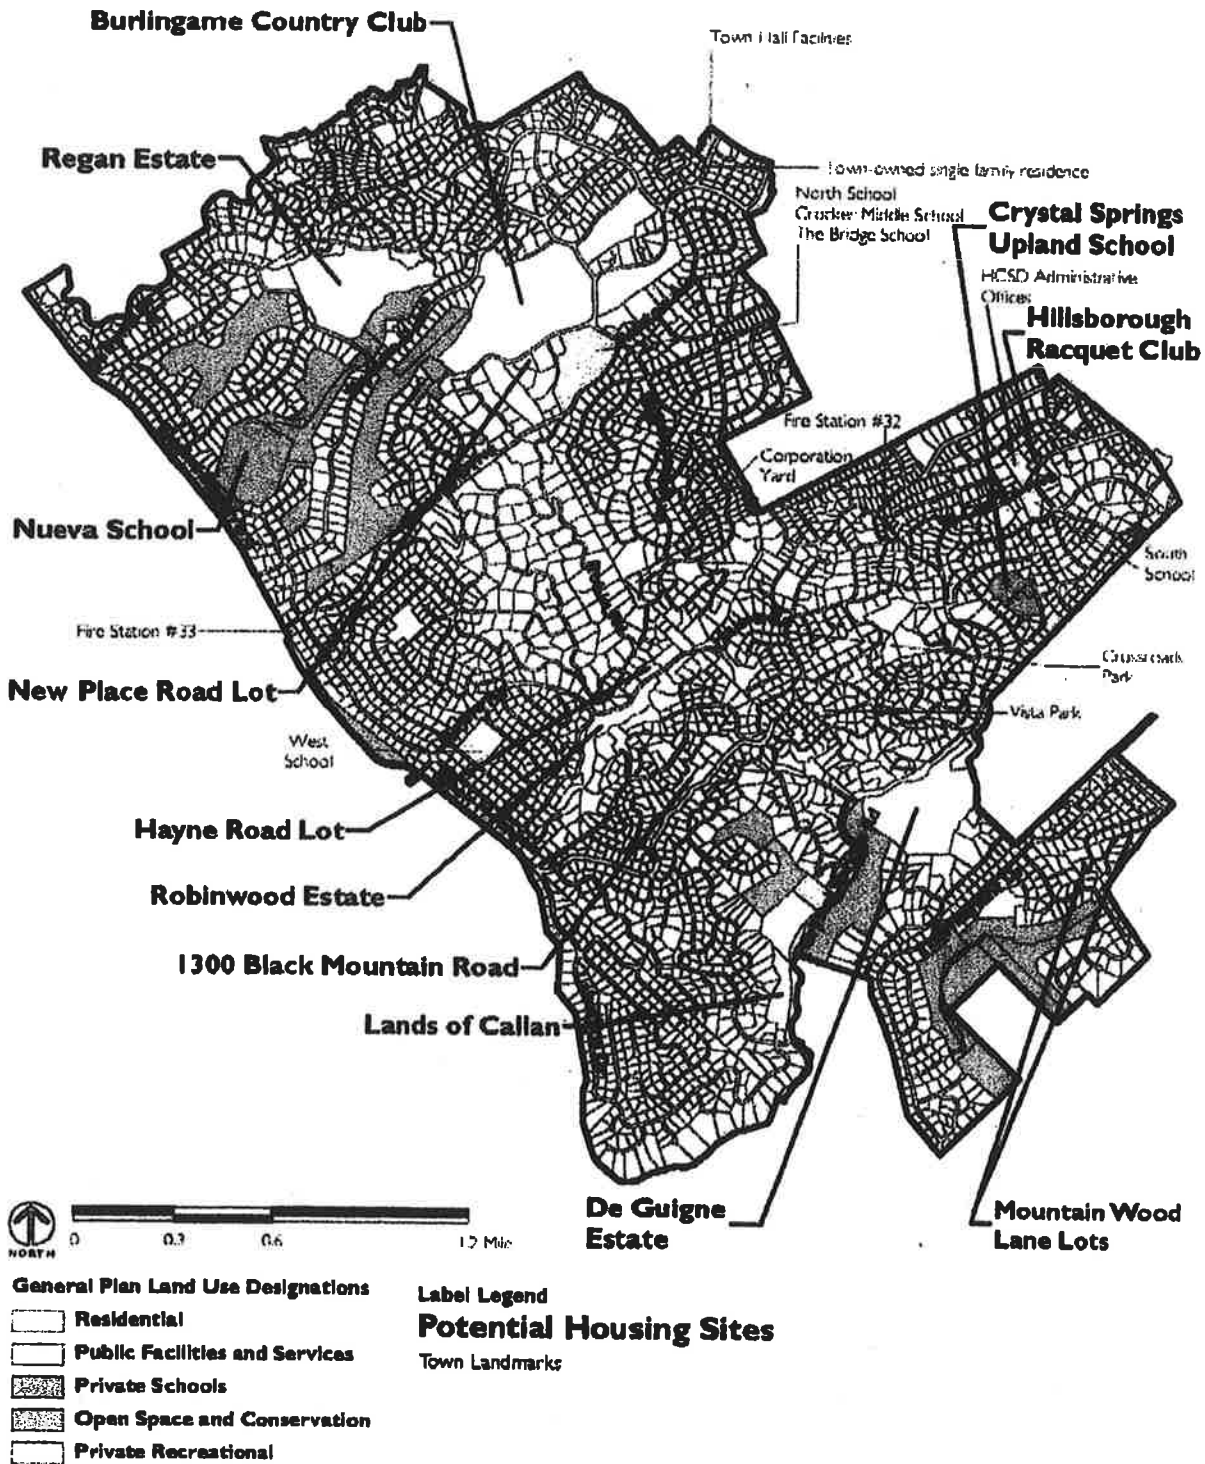 Burlingame Country Club
Town Hall Facilities
Regan Estate
Town-owned single family residence
North School
Crocker Middle School
The Bridge School
Crystal Springs
Upland School
HCSD Administrative
Offices
Hillsborough
Racquet Club
Fire Station #32
Corporation
Yard
Nueva School
South
School
Fire Station #33
Crossroads
Park
New Place Road Lot
Vista Park
West
School
Hayne Road Lot
Robinwood Estate
1300 Black Mountain Road
Lands of Callan
De Guigne
Estate
Mountain Wood
Lane Lots
NORTH
0 0.3 0.6 1.2 Mile
General Plan Land Use Designations
Residential
Public Facilities and Services
Private Schools
Open Space and Conservation
Private Recreational
Label Legend
Potential Housing Sites
Town Landmarks